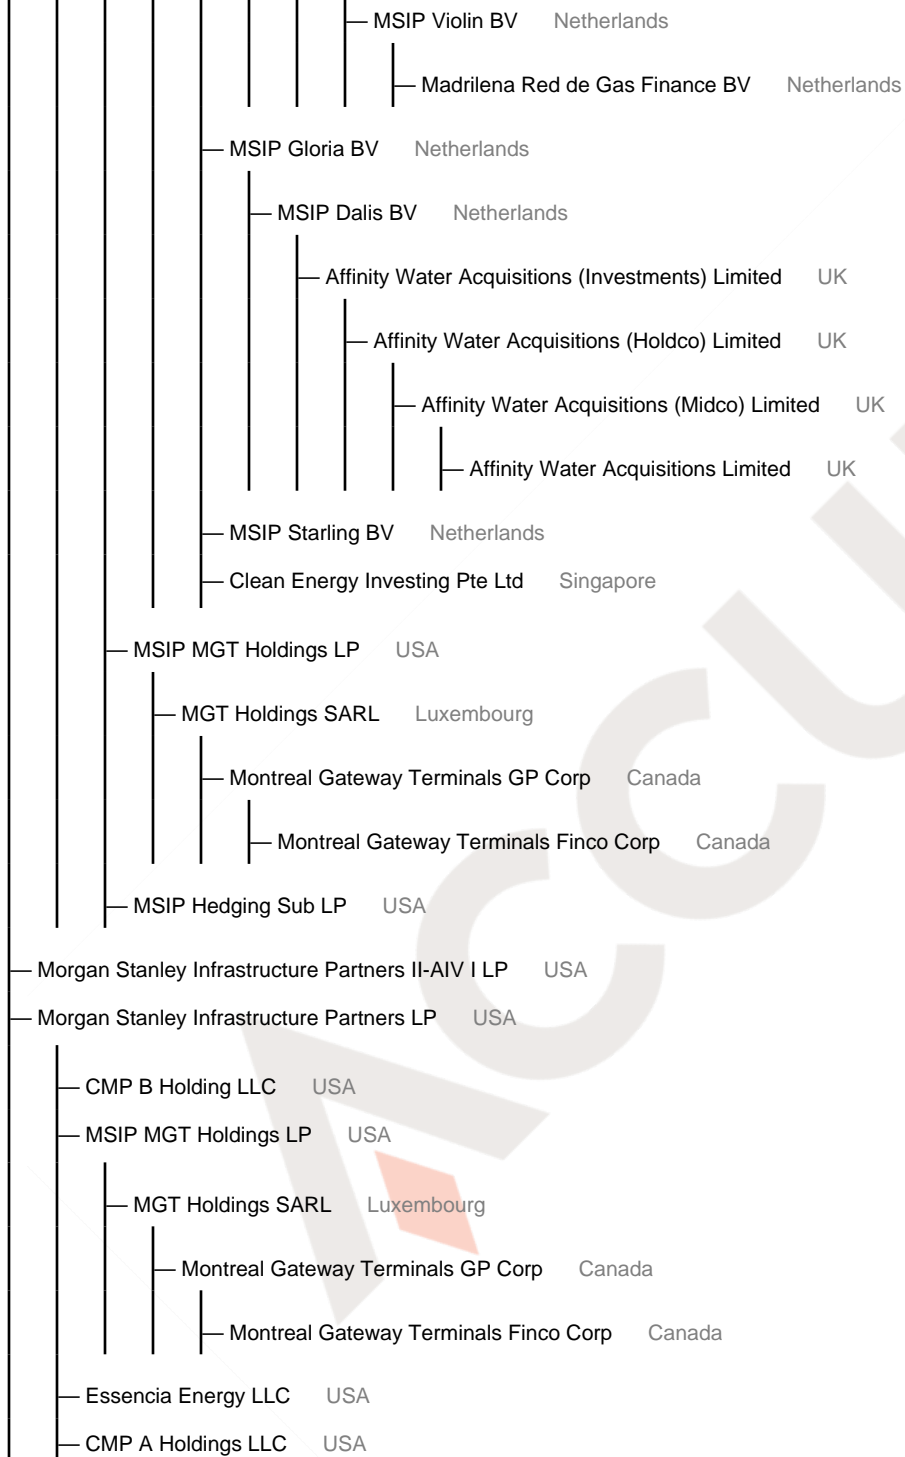 MSIP Violin BV Netherlands
Madrilena Red de Gas Finance BV Netherlands
MSIP Gloria BV Netherlands
MSIP Dalis BV Netherlands
Affinity Water Acquisitions (Investments) Limited UK
Affinity Water Acquisitions (Holdco) Limited UK
Affinity Water Acquisitions (Midco) Limited UK
Affinity Water Acquisitions Limited UK
MSIP Starling BV Netherlands
Clean Energy Investing Pte Ltd Singapore
MSIP MGT Holdings LP USA
MGT Holdings SARL Luxembourg
Montreal Gateway Terminals GP Corp Canada
Montreal Gateway Terminals Finco Corp Canada
MSIP Hedging Sub LP USA
Morgan Stanley Infrastructure Partners II-AIV I LP USA
Morgan Stanley Infrastructure Partners LP USA
CMP B Holding LLC USA
MSIP MGT Holdings LP USA
MGT Holdings SARL Luxembourg
Montreal Gateway Terminals GP Corp Canada
Montreal Gateway Terminals Finco Corp Canada
Essencia Energy LLC USA
CMP A Holdings LLC USA
ACCU